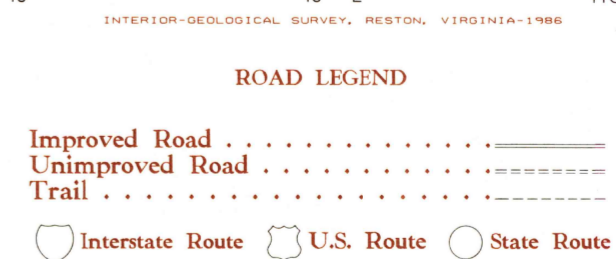 INTERIOR-GEOLOGICAL SURVEY, RESTON, VIRGINIA-1986
ROAD LEGEND
Improved Road . . . . . . . . . . . . . .
Unimproved Road . . . . . . . . . . . .
Trail . . . . . . . . . . . . . . . . . .
Interstate Route U.S. Route State Route